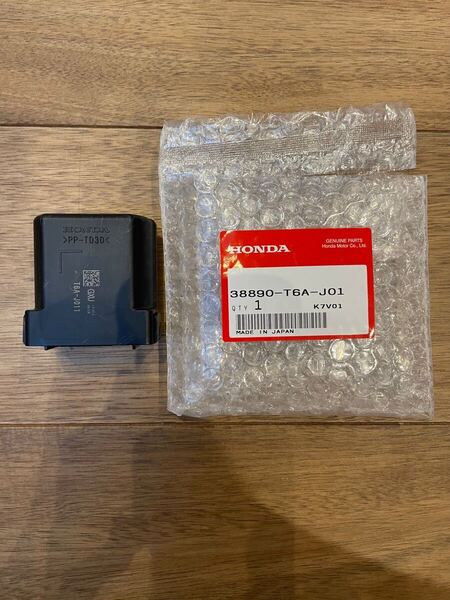 HONDA
>PP-TD30<
GWJ
T6A-J011
HONDA
GENUINE PARTS
Honda Motor Co., Ltd.
38890-T6A-J01
QTY 1
K7V01
MADE IN JAPAN